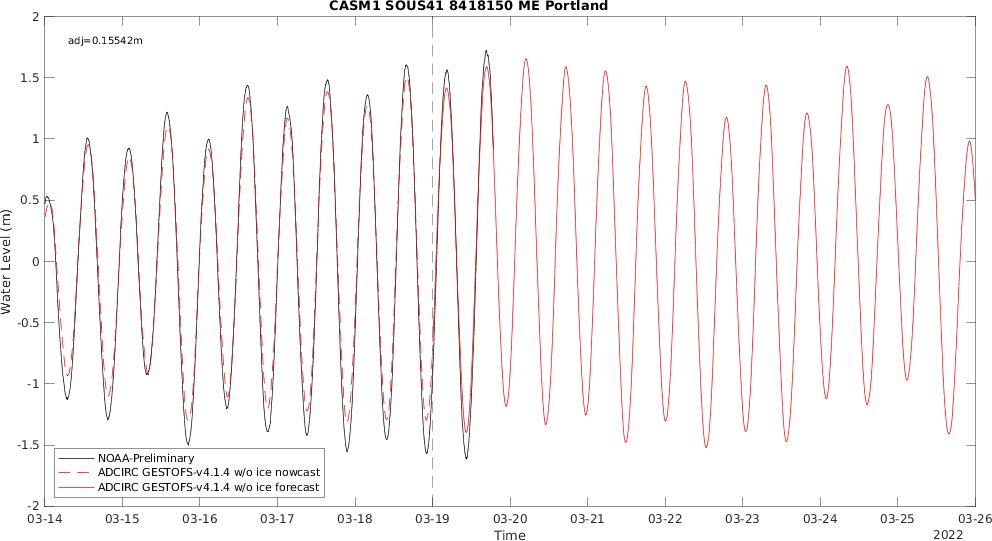 CASM1 SOUS41 8418150 ME Portland
adj=0.15542m
2
1.5
1
0.5
0
-0.5
-1
-1.5
-2
Water Level (m)
NOAA-Preliminary
ADCIRC GESTOFS-v4.1.4 w/o ice nowcast
ADCIRC GESTOFS-v4.1.4 w/o ice forecast
03-14 03-15 03-16 03-17 03-18 03-19 03-20 03-21 03-22 03-23 03-24 03-25 03-26
Time
2022